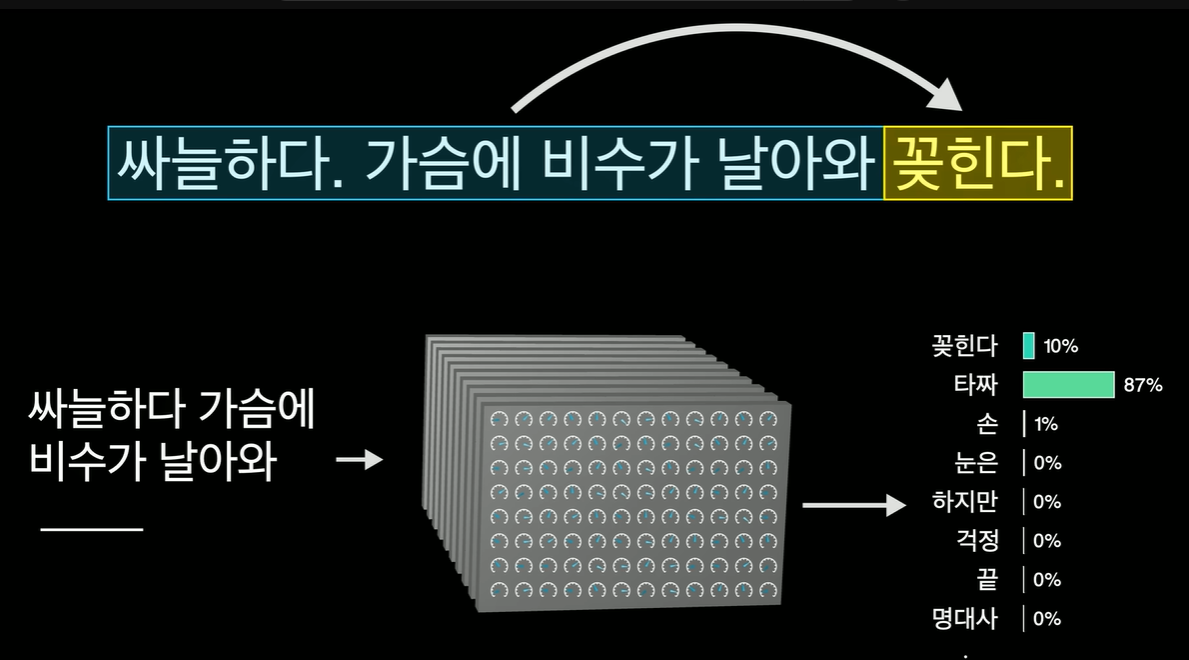 싸늘하다. 가슴에 비수가 날아와 꽂힌다.
싸늘하다 가슴에
비수가 날아와
꽂힌다 10%
타짜 87%
손 1%
눈은 0%
하지만 0%
걱정 0%
끝 0%
명대사 0%